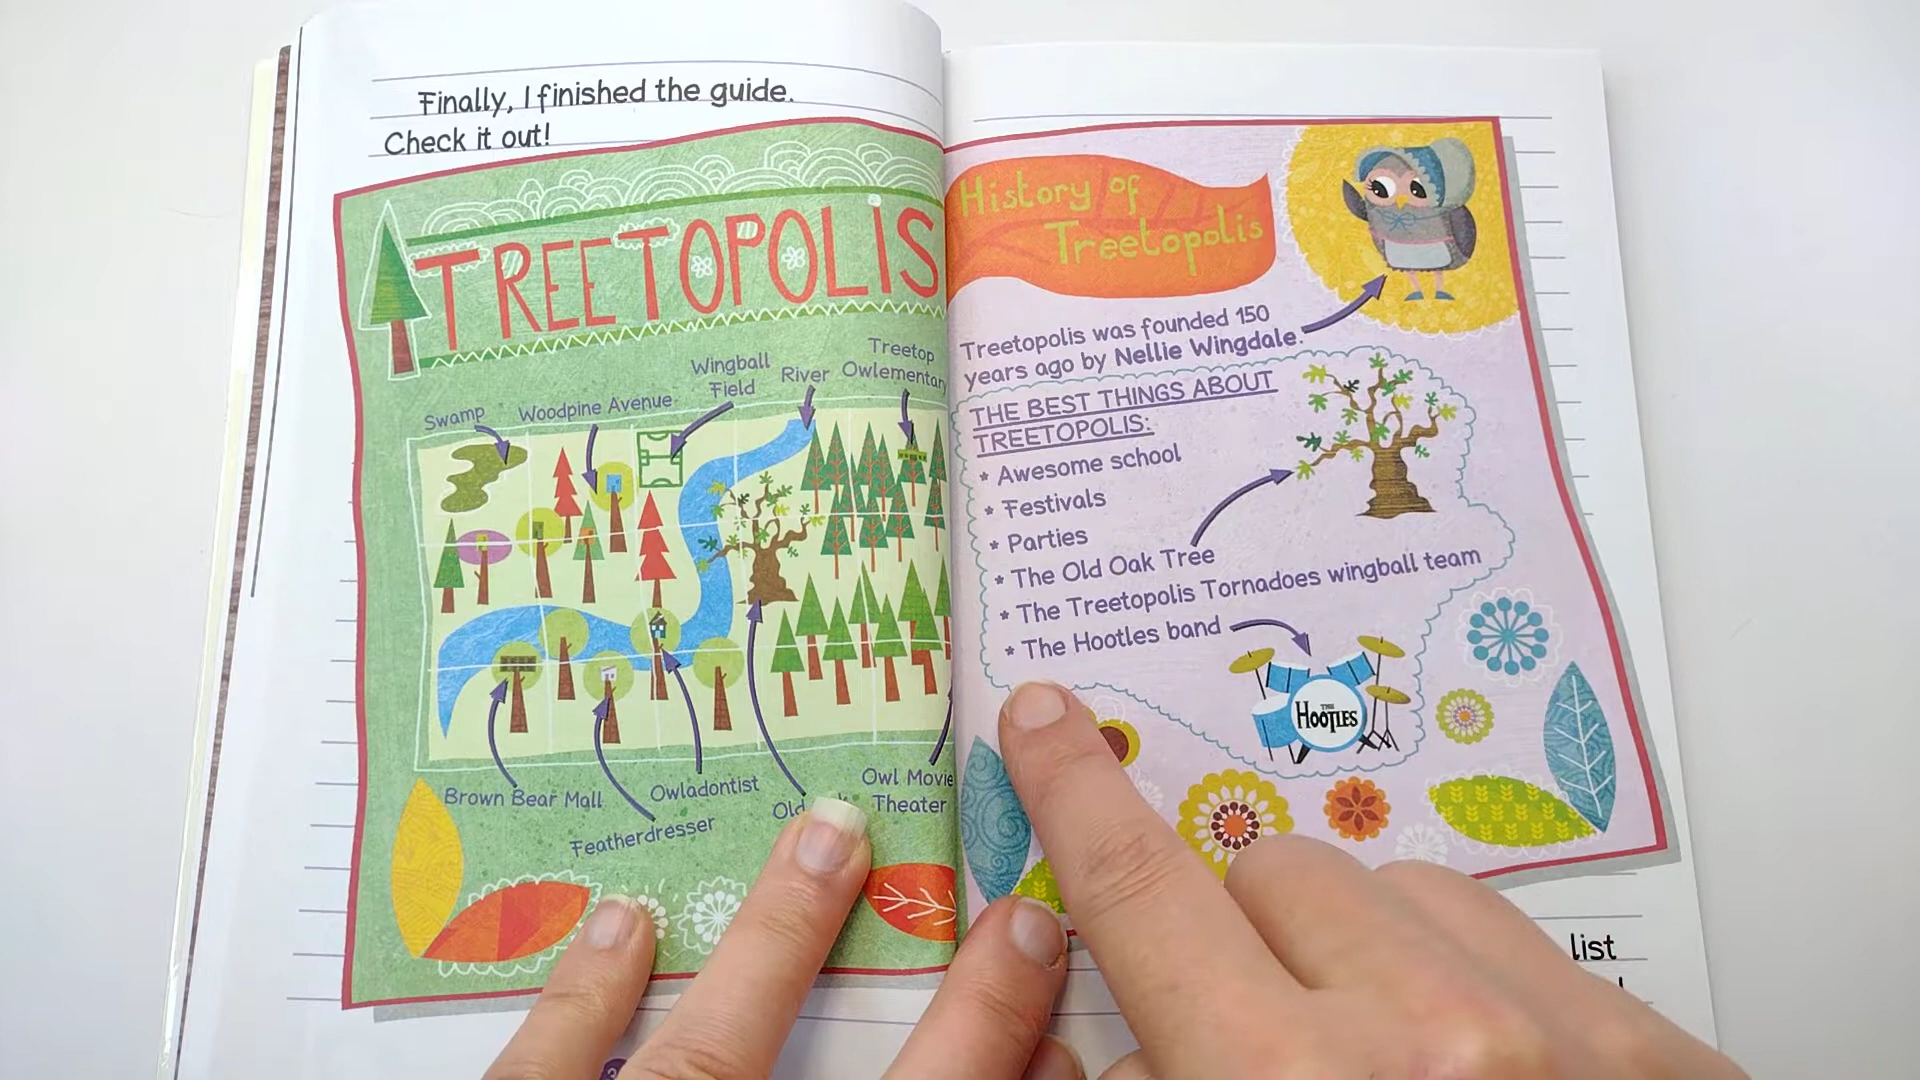 Finally, I finished the guide.
Check it out!
TREETOPOLIS
Wingball
Field
River
Treetop
Owlementary
Swamp
Woodpine Avenue
Brown Bear Mall
Featherdresser
Owladontist
Old
Owl Movie
Theater
History of
Treetopolis
Treetopolis was founded 150
years ago by Nellie Wingdale.
THE BEST THINGS ABOUT
TREETOPOLIS:
* Awesome school
* Festivals
* Parties
* The Old Oak Tree
* The Treetopolis Tornadoes wingball team
* The Hootles band
THE
HOOTLES
list